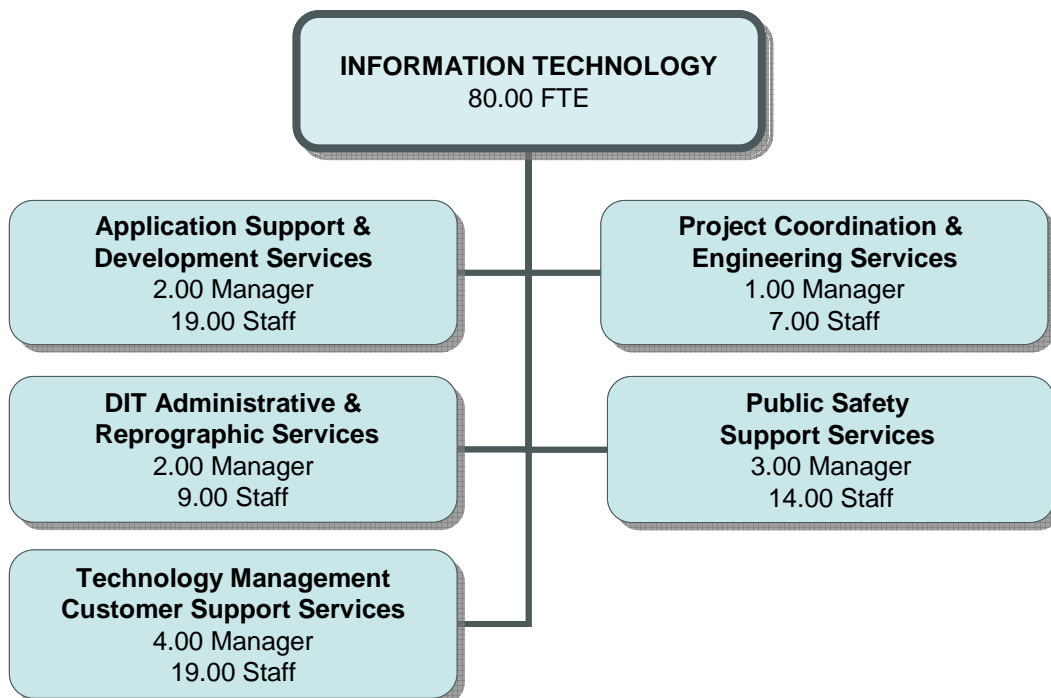 INFORMATION TECHNOLOGY
80.00 FTE
Application Support &
Development Services
2.00 Manager
19.00 Staff
Project Coordination &
Engineering Services
1.00 Manager
7.00 Staff
DIT Administrative &
Reprographic Services
2.00 Manager
9.00 Staff
Public Safety
Support Services
3.00 Manager
14.00 Staff
Technology Management
Customer Support Services
4.00 Manager
19.00 Staff